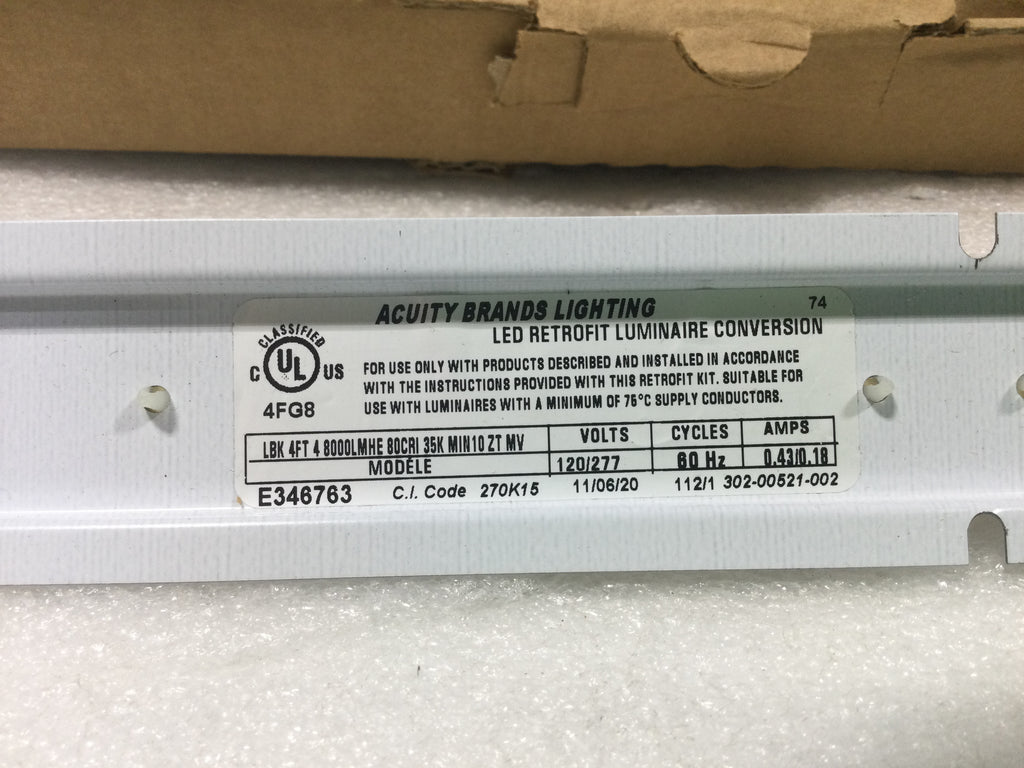 ACUITY BRANDS LIGHTING
74
LED RETROFIT LUMINAIRE CONVERSION
CLASSIFIED
C UL US
4FG8
FOR USE ONLY WITH PRODUCTS DESCRIBED AND INSTALLED IN ACCORDANCE
WITH THE INSTRUCTIONS PROVIDED WITH THIS RETROFIT KIT. SUITABLE FOR
USE WITH LUMINAIRES WITH A MINIMUM OF 75°C SUPPLY CONDUCTORS.
LBK 4FT 4 8000LMHE 80CRI 35K MIN10 ZT MV
MODÈLE
VOLTS
120/277
CYCLES
60 Hz
AMPS
0.43/0.18
E346763 C.I. Code 270K15 11/06/20 112/1 302-00521-002